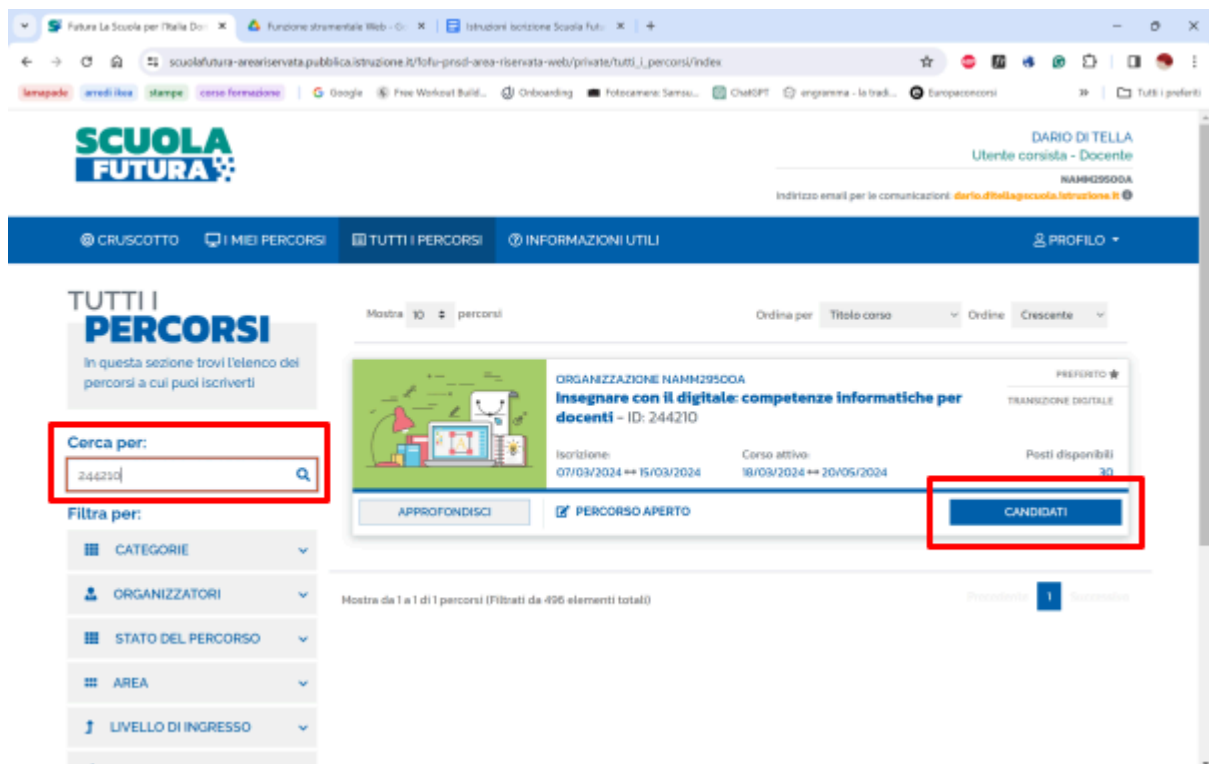 Futura La Scuola per l'Italia Do
Funzione strumentale Web - G
Istruzioni iscrizione Scuola Futu
scuolafutura-areariservata.pubblica.istruzione.it/fofu-pnsd-area-riservata-web/private/tutti_i_percorsi/index
lamapade arredi ikea stampe corso formazione Google Free Workout Build... Onboarding Fotocamere: Samsu... ChatGPT engramma - la tradi... Europaconcorsi Tutti i preferiti
SCUOLA
FUTURA
DARIO DI TELLA
Utente corsista - Docente
NAMM29500A
Indirizzo email per le comunicazioni:
CRUSCOTTO I MIEI PERCORSI TUTTI I PERCORSI INFORMAZIONI UTILI PROFILO
TUTTI I
PERCORSI
In questa sezione trovi l'elenco dei
percorsi a cui puoi iscriverti
Cerca per:
244210
Filtra per:
CATEGORIE
ORGANIZZATORI
STATO DEL PERCORSO
AREA
LIVELLO DI INGRESSO
Mostra 10 percorsi
Ordina per Titolo corso Ordine Crescente
ORGANIZZAZIONE NAMM29500A
Insegnare con il digitale: competenze informatiche per
docenti - ID: 244210
PREFERITO
TRANSIZIONE DIGITALE
Iscrizione: Corso attivo: Posti disponibili
07/03/2024 ↔ 15/03/2024 18/03/2024 ↔ 20/05/2024 30
APPROFONDISCI PERCORSO APERTO CANDIDATI
Mostra da 1 a 1 di 1 percorsi (Filtrati da 496 elementi totali)
Precedente 1 Successivo